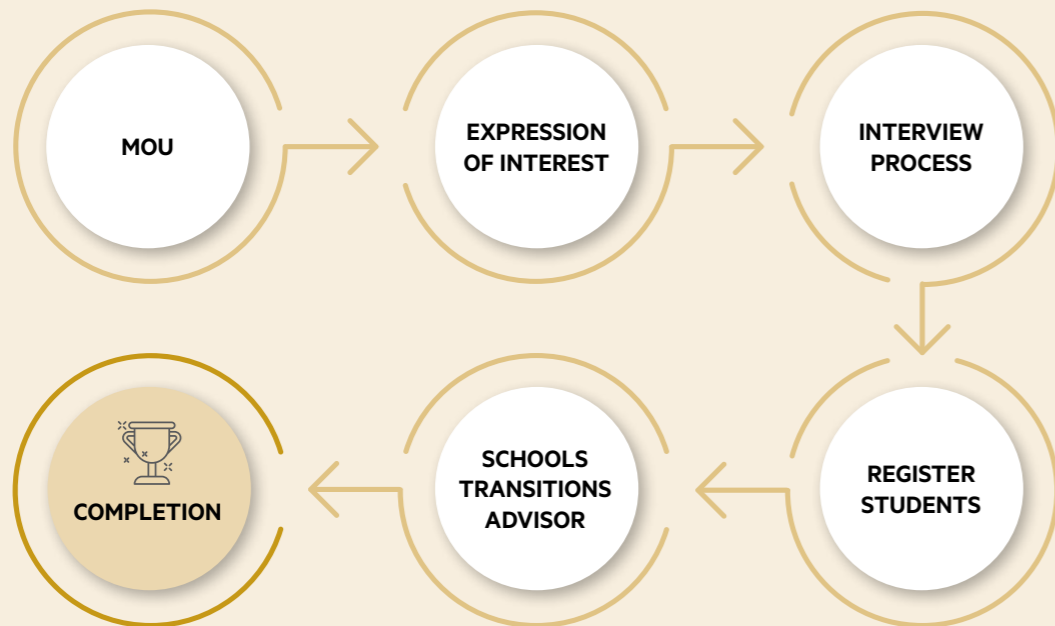 MOU
EXPRESSION
OF INTEREST
INTERVIEW
PROCESS
REGISTER
STUDENTS
SCHOOLS
TRANSITIONS
ADVISOR
COMPLETION